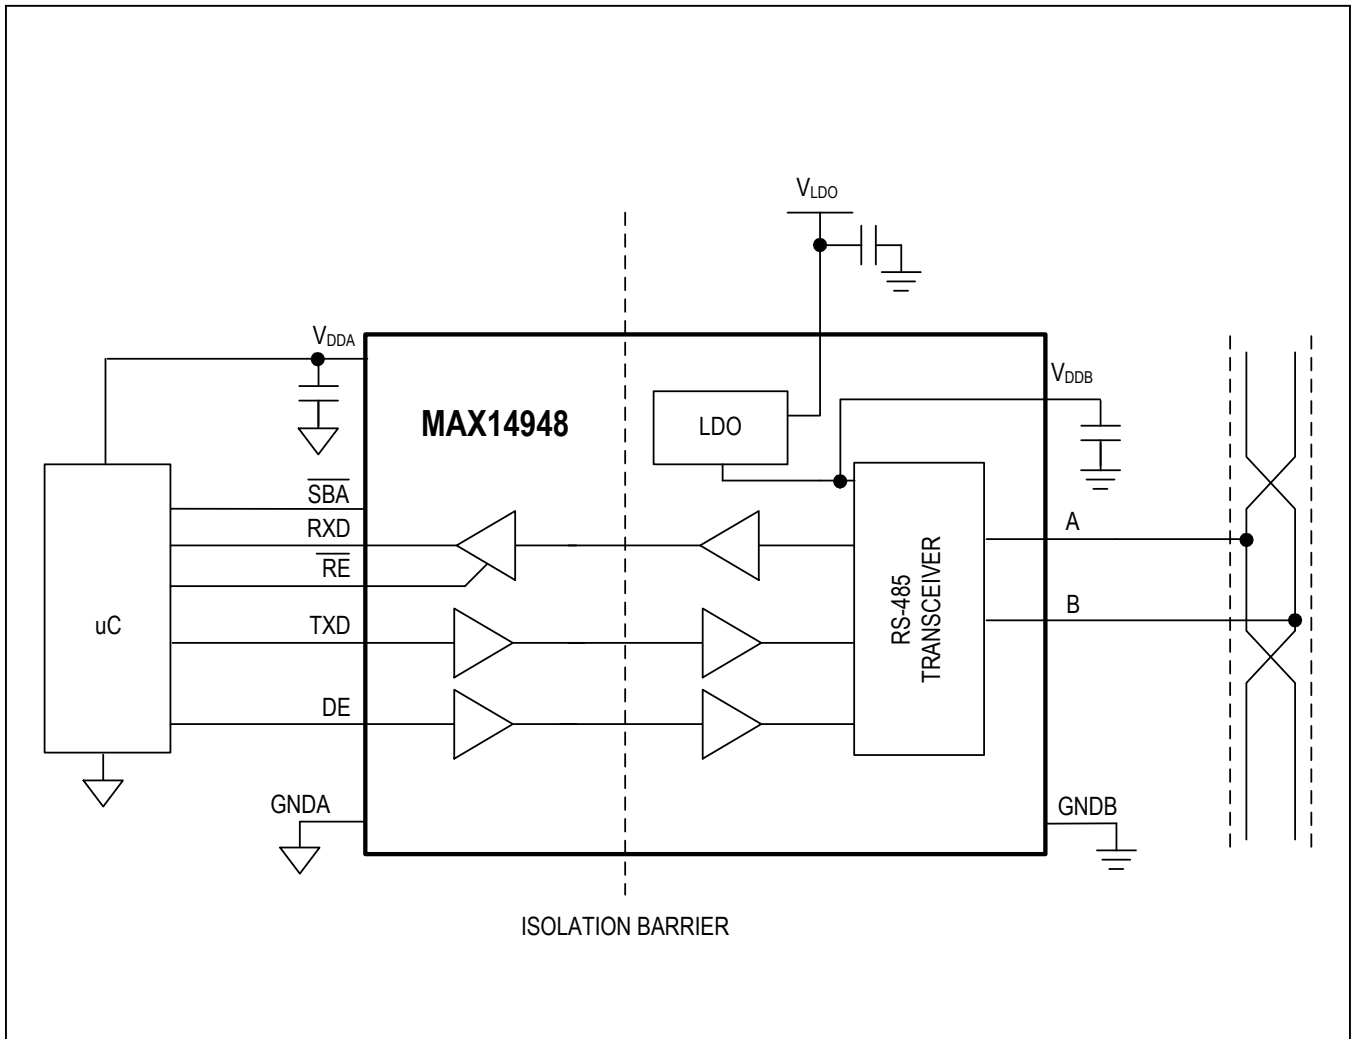 VLDO
VDDA
VDDB
MAX14948
LDO
SBA
RXD
RE
TXD
DE
uC
RS-485
TRANSCEIVER
A
B
GNDA
GNDB
ISOLATION BARRIER